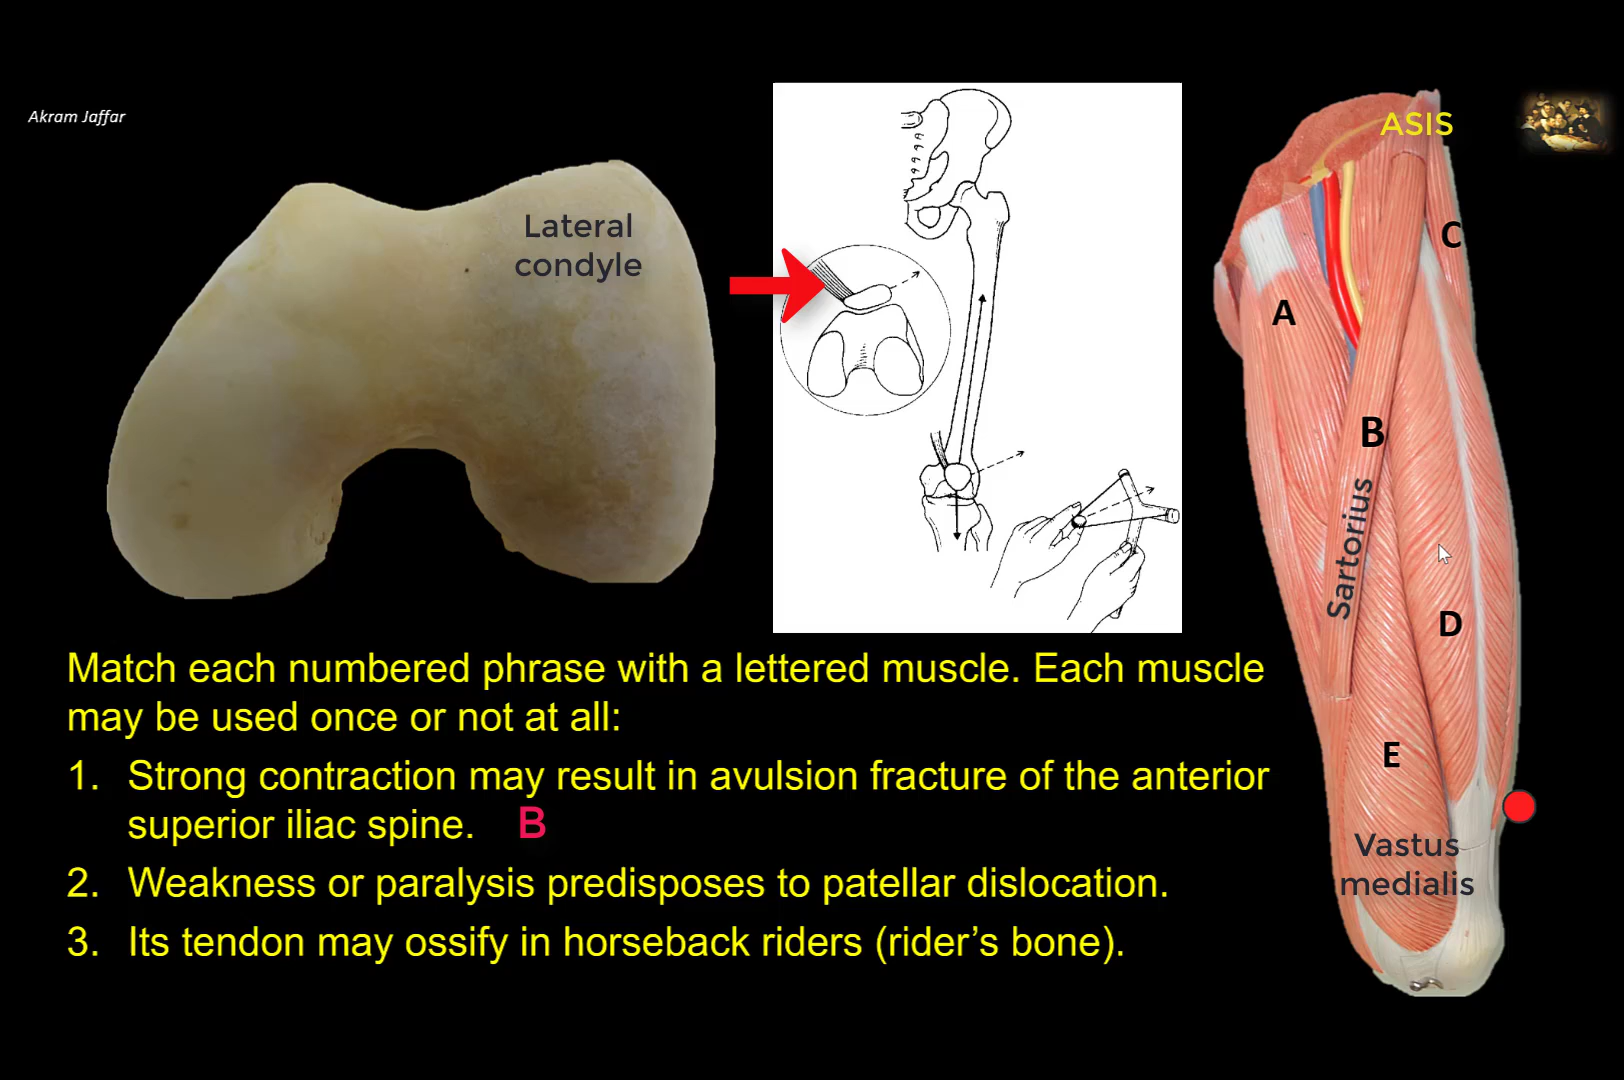 Akram Jaffar
ASIS
Lateral
condyle
C
A
B
Sartorius
D
E
Vastus
medialis
Match each numbered phrase with a lettered muscle. Each muscle
may be used once or not at all:
1. Strong contraction may result in avulsion fracture of the anterior
superior iliac spine. B
2. Weakness or paralysis predisposes to patellar dislocation.
3. Its tendon may ossify in horseback riders (rider’s bone).